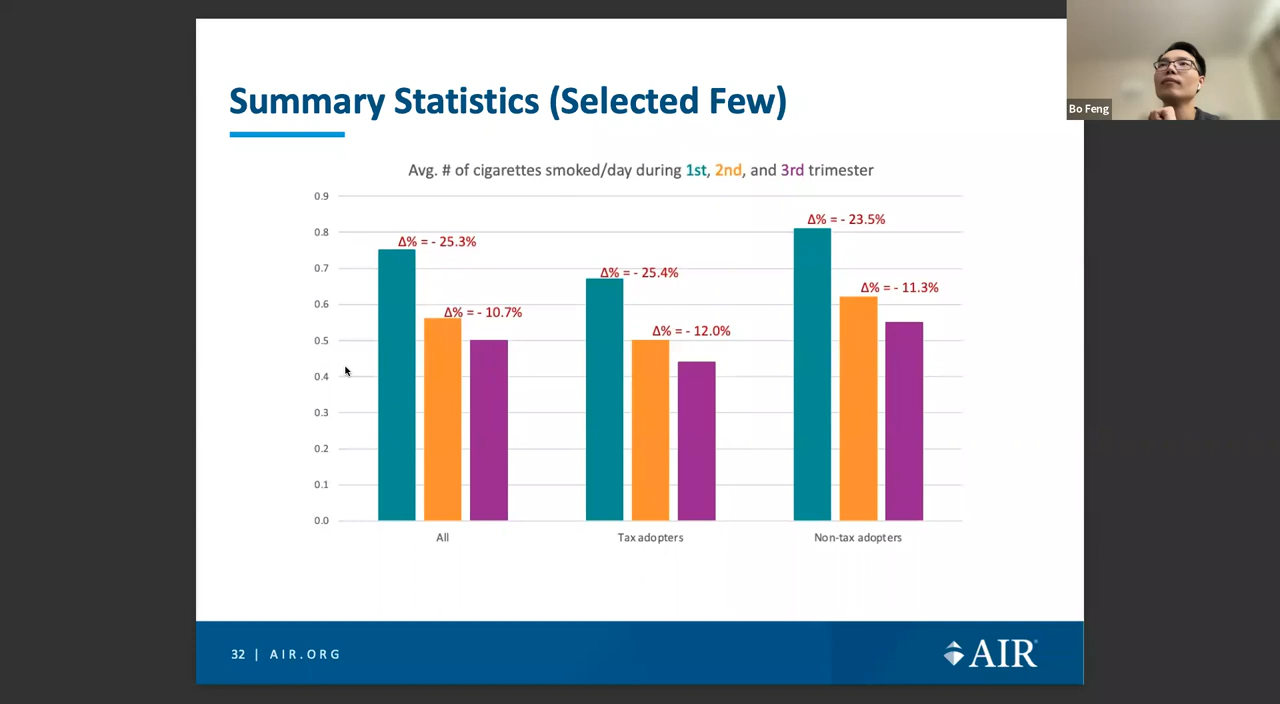 Bo Feng
Summary Statistics (Selected Few)
Avg. # of cigarettes smoked/day during 1st, 2nd, and 3rd trimester
0.9
0.8
0.7
0.6
0.5
0.4
0.3
0.2
0.1
0.0
Δ% = - 25.3%
Δ% = - 10.7%
Δ% = - 25.4%
Δ% = - 12.0%
Δ% = - 23.5%
Δ% = - 11.3%
All
Tax adopters
Non-tax adopters
32 | AIR.ORG
AIR®